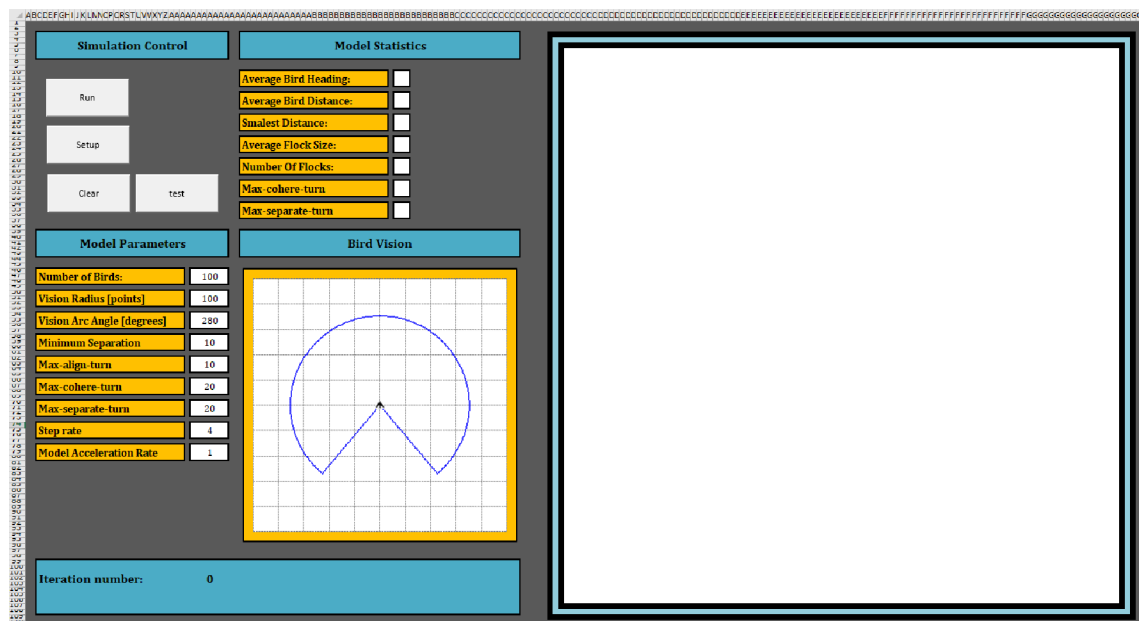 Simulation Control
Model Statistics
Run
Setup
Clear
test
Average Bird Heading:
Average Bird Distance:
Smalest Distance:
Average Flock Size:
Number Of Flocks:
Max-cohere-turn
Max-separate-turn
Model Parameters
Bird Vision
Number of Birds: 100
Vision Radius [points] 100
Vision Arc Angle [degrees] 280
Minimum Separation 10
Max-align-turn 10
Max-cohere-turn 20
Max-separate-turn 20
Step rate 4
Model Acceleration Rate 1
Iteration number: 0